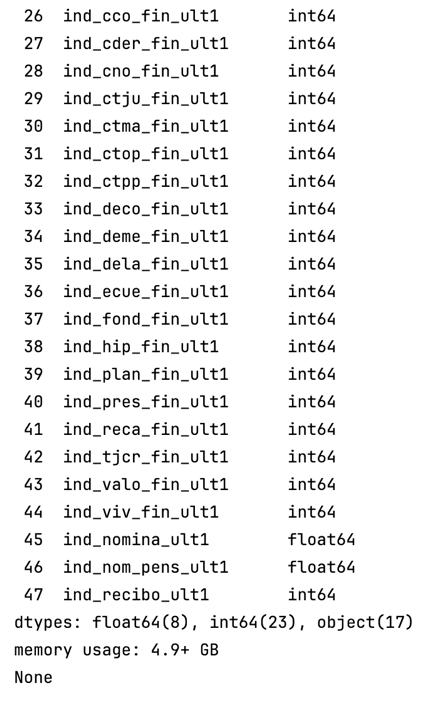 26 ind_cco_fin_ult1 int64
27 ind_cder_fin_ult1 int64
28 ind_cno_fin_ult1 int64
29 ind_ctju_fin_ult1 int64
30 ind_ctma_fin_ult1 int64
31 ind_ctop_fin_ult1 int64
32 ind_ctpp_fin_ult1 int64
33 ind_deco_fin_ult1 int64
34 ind_deme_fin_ult1 int64
35 ind_dela_fin_ult1 int64
36 ind_ecue_fin_ult1 int64
37 ind_fond_fin_ult1 int64
38 ind_hip_fin_ult1 int64
39 ind_plan_fin_ult1 int64
40 ind_pres_fin_ult1 int64
41 ind_reca_fin_ult1 int64
42 ind_tjcr_fin_ult1 int64
43 ind_valo_fin_ult1 int64
44 ind_viv_fin_ult1 int64
45 ind_nomina_ult1 float64
46 ind_nom_pens_ult1 float64
47 ind_recibo_ult1 int64
dtypes: float64(8), int64(23), object(17)
memory usage: 4.9+ GB
None